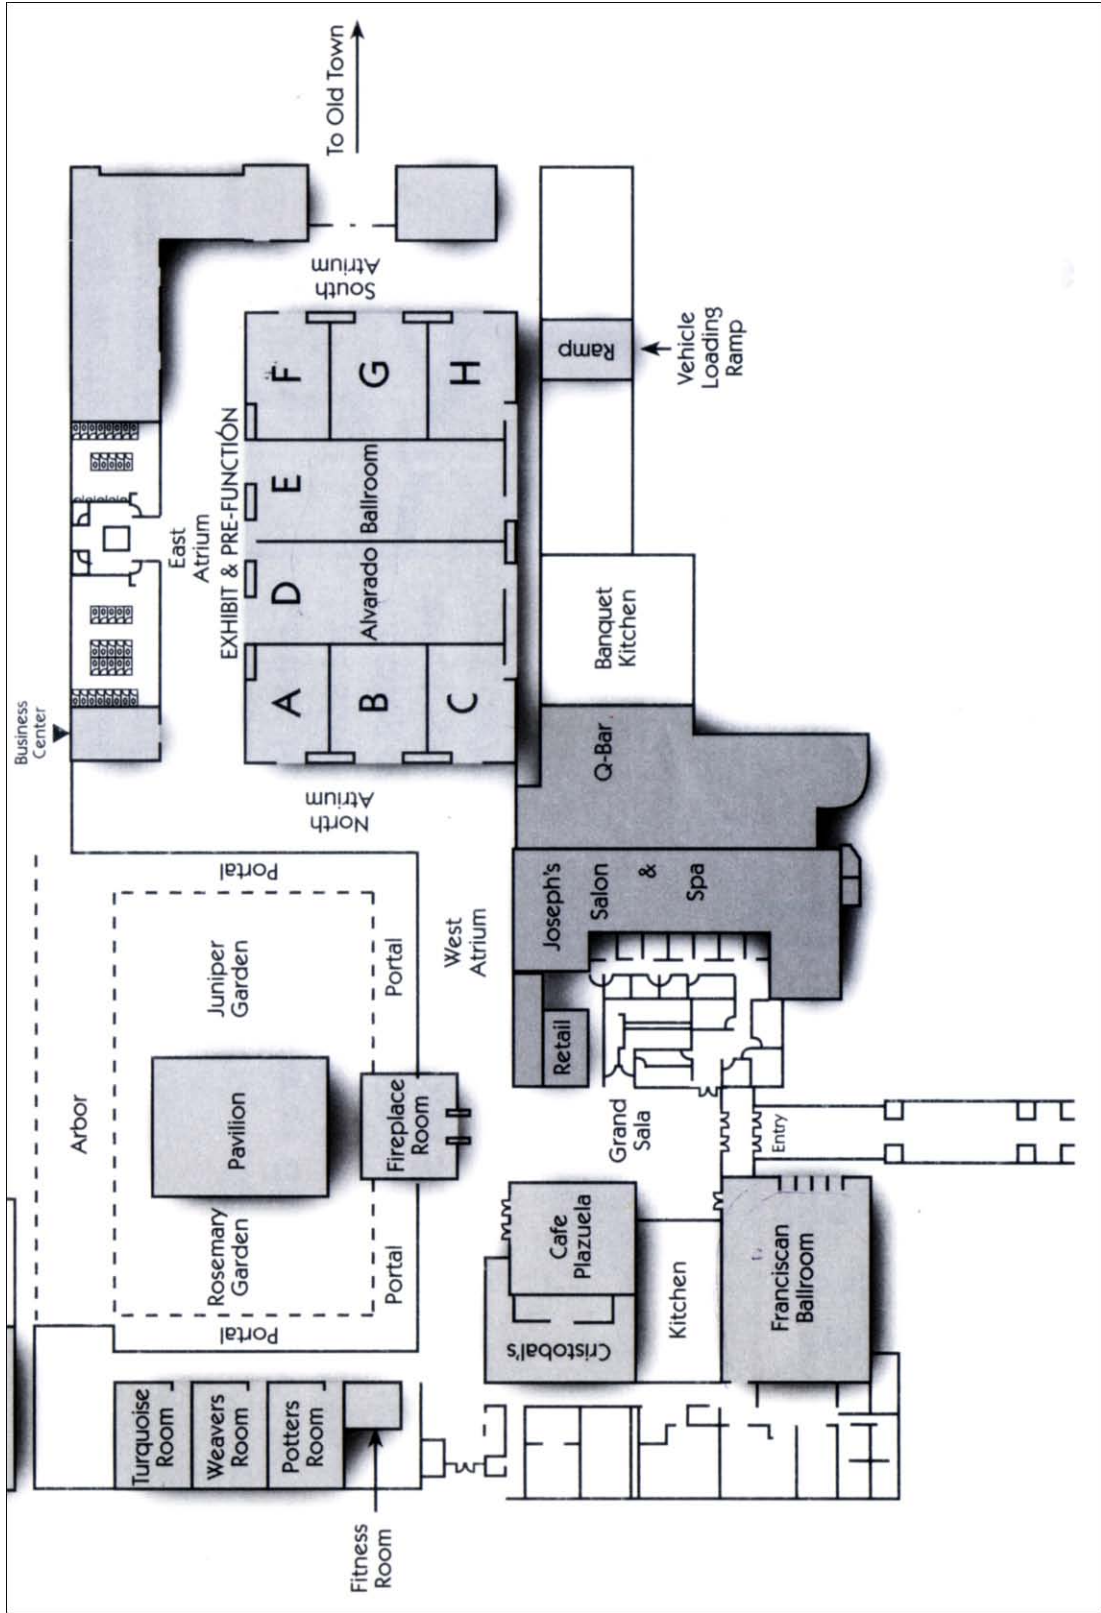 To Old Town
South
Atrium
Ramp
Vehicle
Loading
Ramp
F
G
H
EXHIBIT & PRE-FUNCTIÓN
East
Atrium
E
D
Alvarado Ballroom
A
B
C
Banquet
Kitchen
Business
Center
Q-Bar
North
Atrium
Portal
Juniper
Garden
Portal
West
Atrium
Joseph's
Salon
&
Spa
Retail
Arbor
Pavilion
Fireplace
Room
Grand
Sala
Entry
Rosemary
Garden
Portal
Portal
Cafe
Plazuela
Cristobal's
Kitchen
Franciscan
Ballroom
Turquoise
Room
Weavers
Room
Potters
Room
Fitness
Room